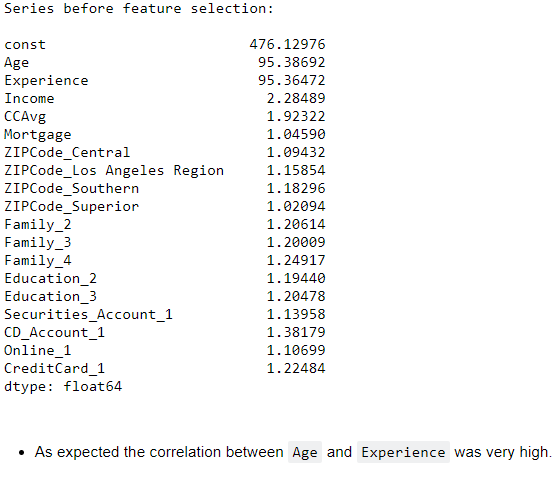 Series before feature selection:
const 476.12976
Age 95.38692
Experience 95.36472
Income 2.28489
CCAvg 1.92322
Mortgage 1.04590
ZIPCode_Central 1.09432
ZIPCode_Los Angeles Region 1.15854
ZIPCode_Southern 1.18296
ZIPCode_Superior 1.02094
Family_2 1.20614
Family_3 1.20009
Family_4 1.24917
Education_2 1.19440
Education_3 1.20478
Securities_Account_1 1.13958
CD_Account_1 1.38179
Online_1 1.10699
CreditCard_1 1.22484
dtype: float64
• As expected the correlation between Age and Experience was very high.